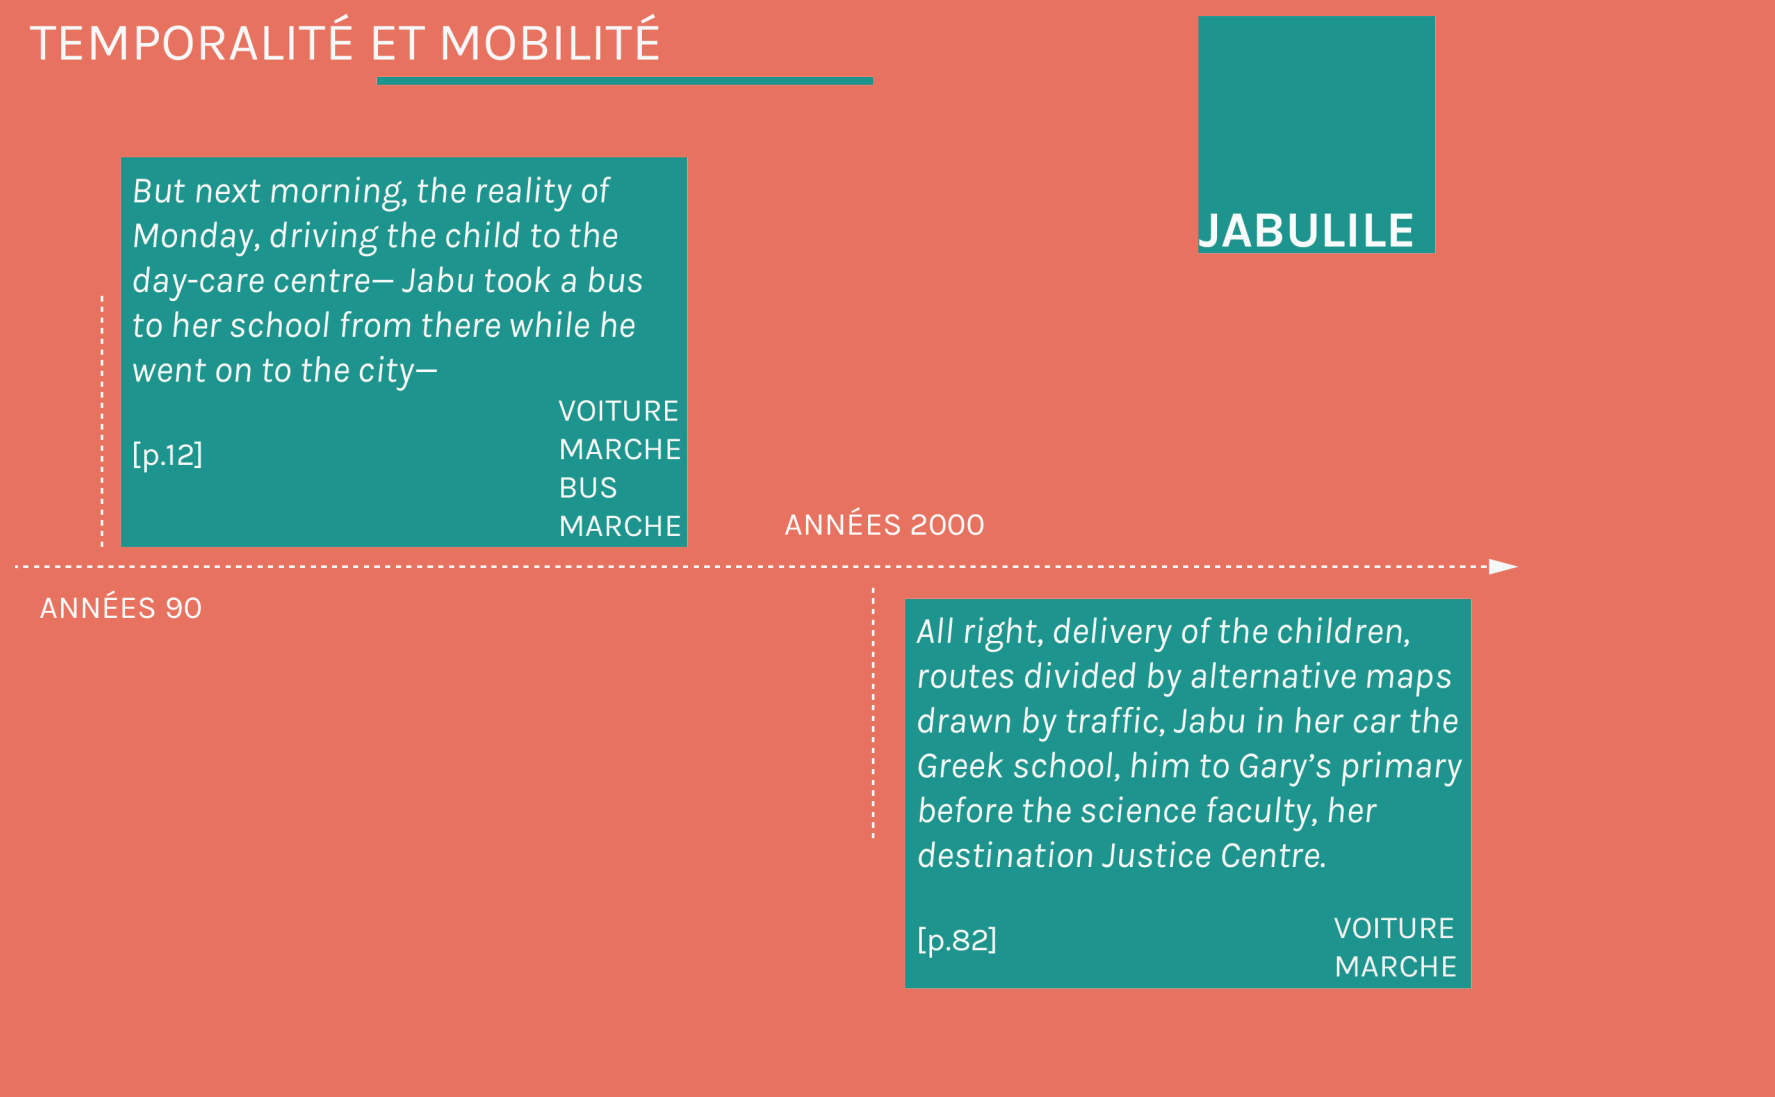 TEMPORALITÉ ET MOBILITÉ
JABULILE
But next morning, the reality of
Monday, driving the child to the
day-care centre— Jabu took a bus
to her school from there while he
went on to the city—
[p.12]
VOITURE
MARCHE
BUS
MARCHE
ANNÉES 2000
ANNÉES 90
All right, delivery of the children,
routes divided by alternative maps
drawn by traffic, Jabu in her car the
Greek school, him to Gary’s primary
before the science faculty, her
destination Justice Centre.
[p.82]
VOITURE
MARCHE